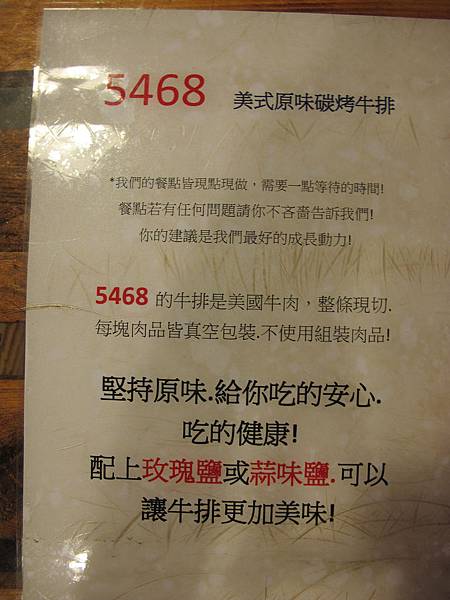 5468 美式原味碳烤牛排
*我們的餐點皆現點現做，需要一點等待的時間!
餐點若有任何問題請你不吝嗇告訴我們!
你的建議是我們最好的成長動力!
5468 的牛排是美國牛肉，整條現切.
每塊肉品皆真空包裝.不使用組裝肉品!
堅持原味.給你吃的安心.
吃的健康!
配上玫瑰鹽或蒜味鹽.可以
讓牛排更加美味!